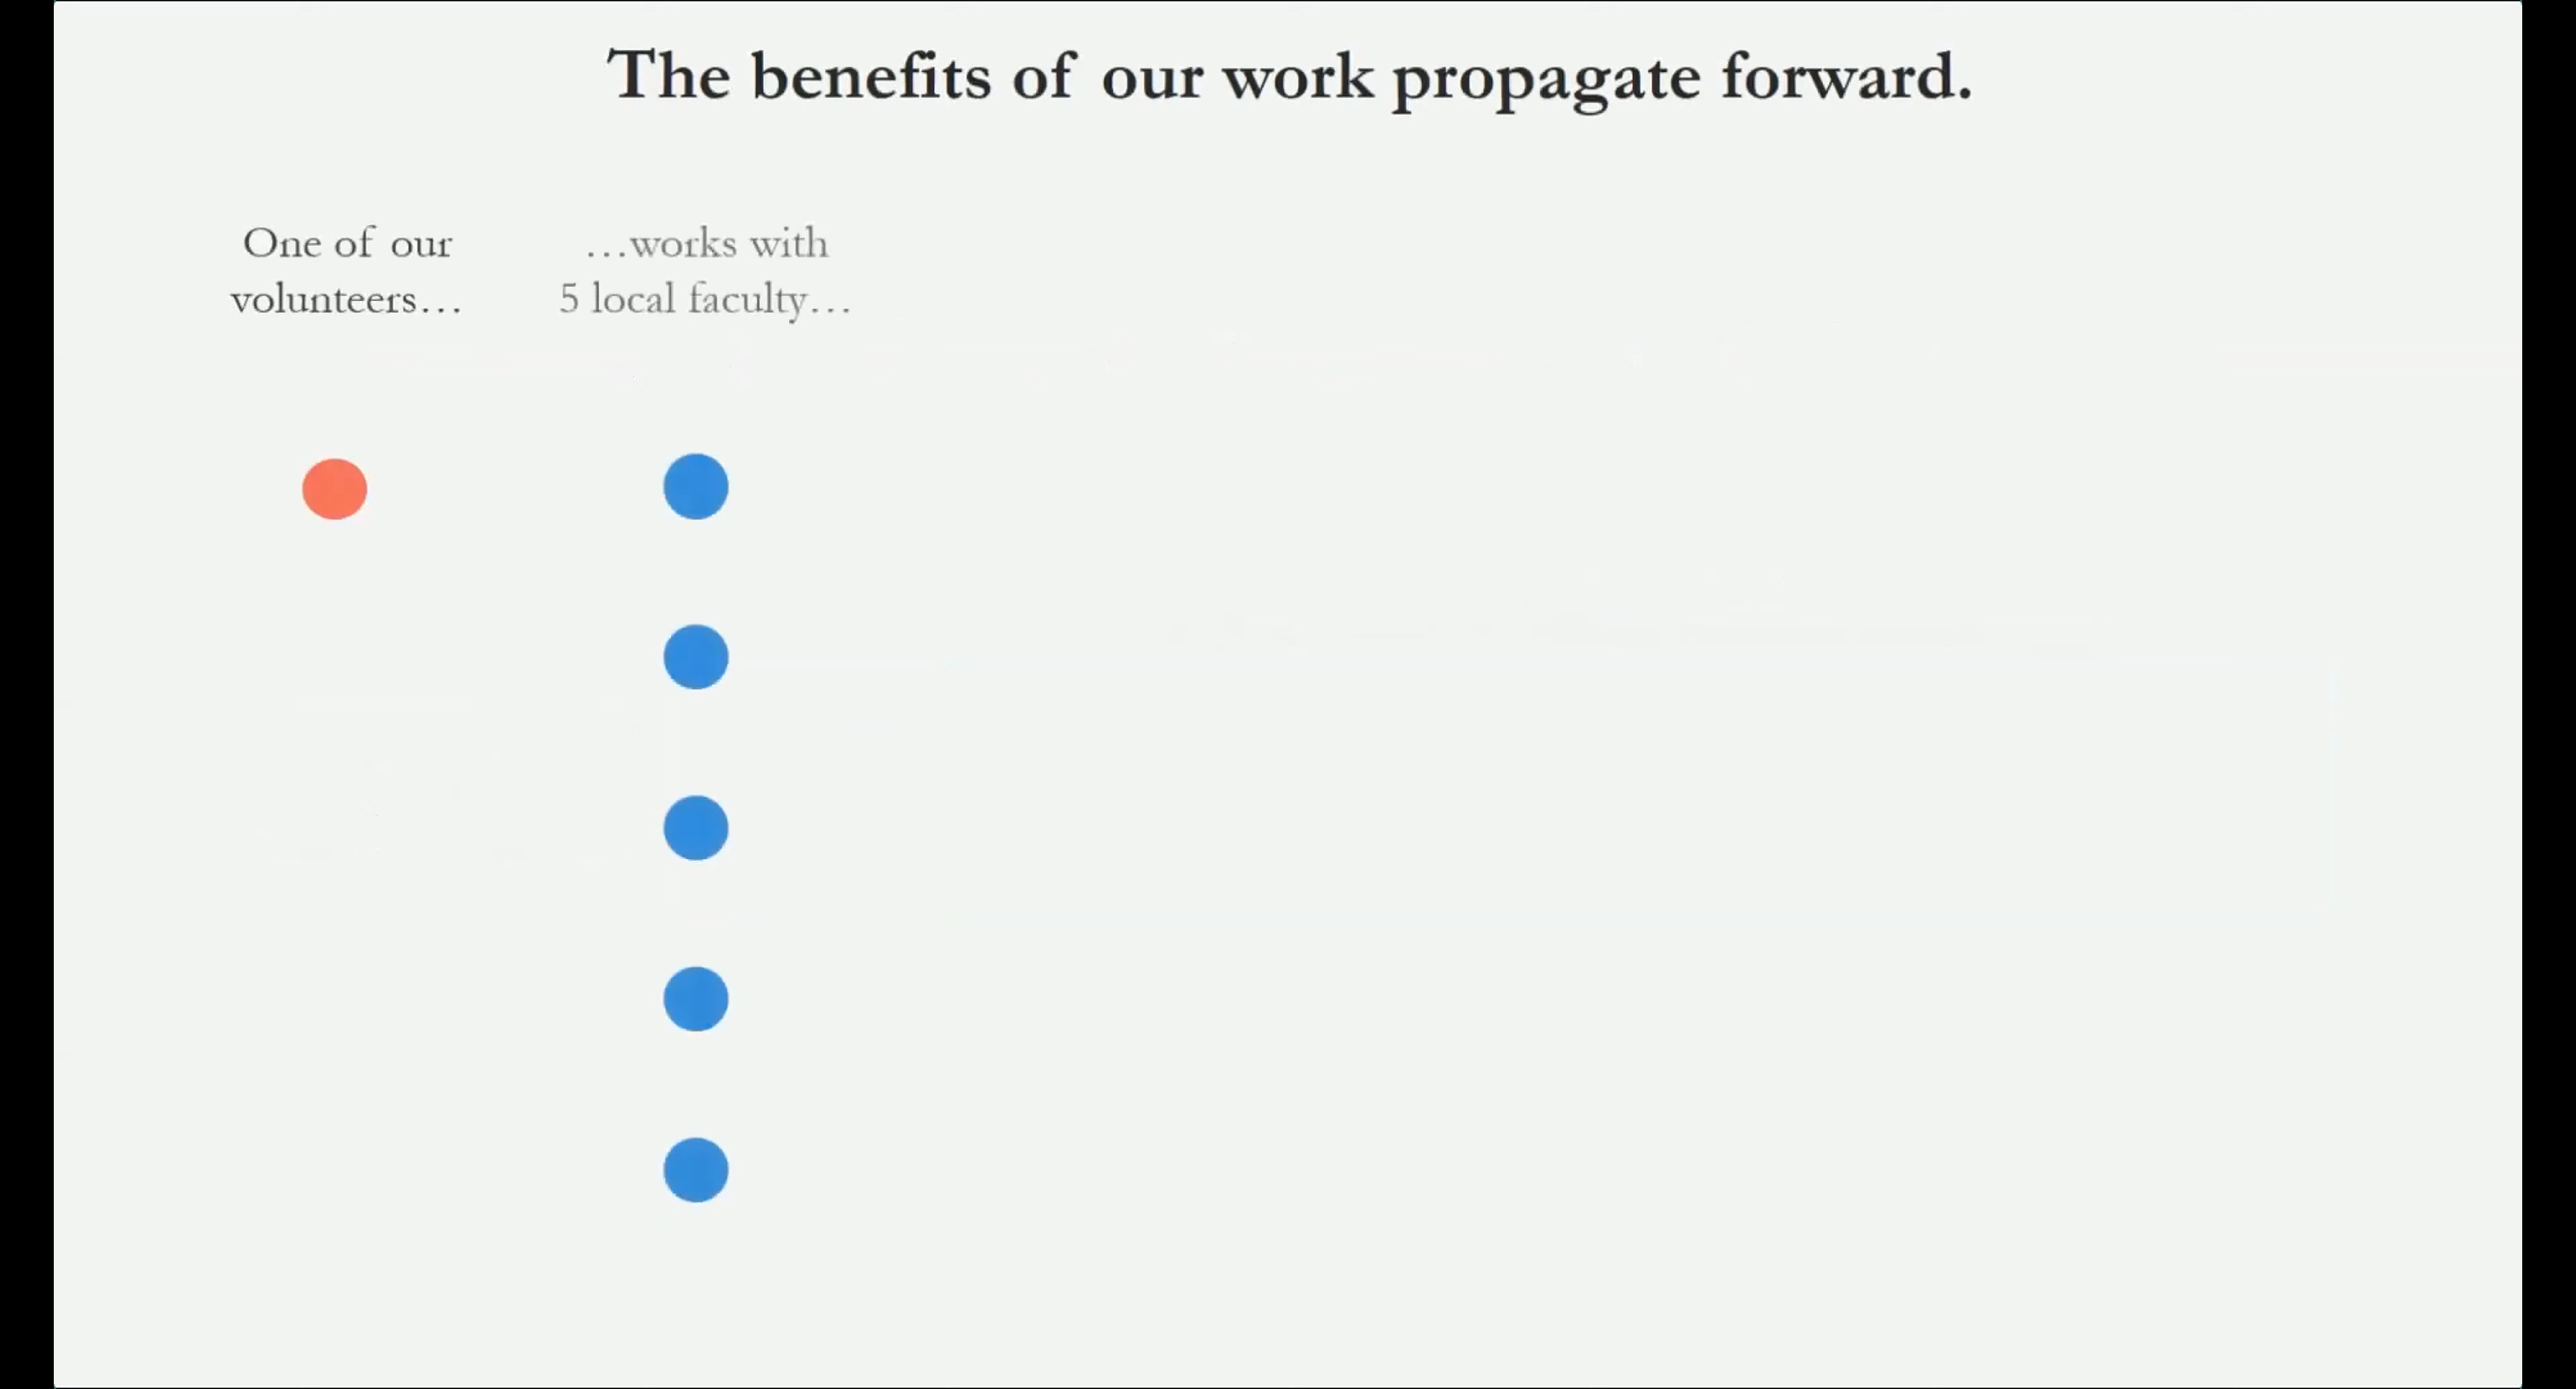 The benefits of our work propagate forward.
One of our
volunteers…
…works with
5 local faculty…